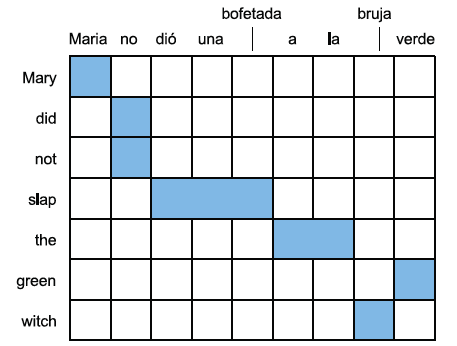 bofetada bruja
Maria no dió una a la verde
Mary
did
not
slap
the
green
witch